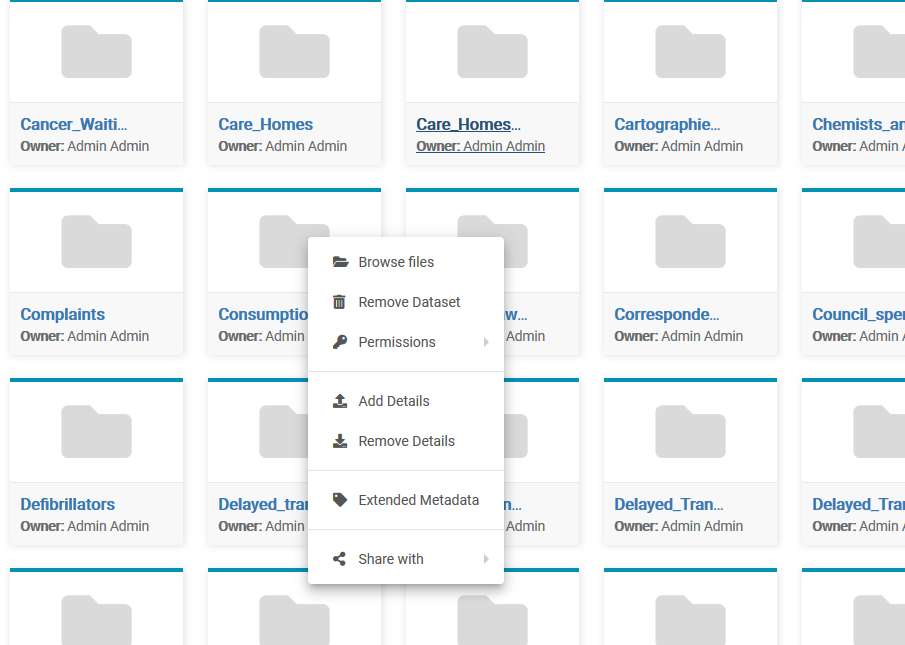 Cancer_Waiti...
Owner: Admin Admin
Care_Homes
Owner: Admin Admin
Care_Homes...
Owner: Admin Admin
Cartographie...
Owner: Admin Admin
Chemists_an
Owner: Admin A
Complaints
Owner: Admin Admin
Consumptio
Owner: Admin
w...
Admin
Corresponde...
Owner: Admin Admin
Council_spen
Owner: Admin A
Browse files
Remove Dataset
Permissions
Add Details
Remove Details
Extended Metadata
Share with
Defibrillators
Owner: Admin Admin
Delayed_tran
Owner: Admin
n...
Admin
Delayed_Tran...
Owner: Admin Admin
Delayed_Tran
Owner: Admin A